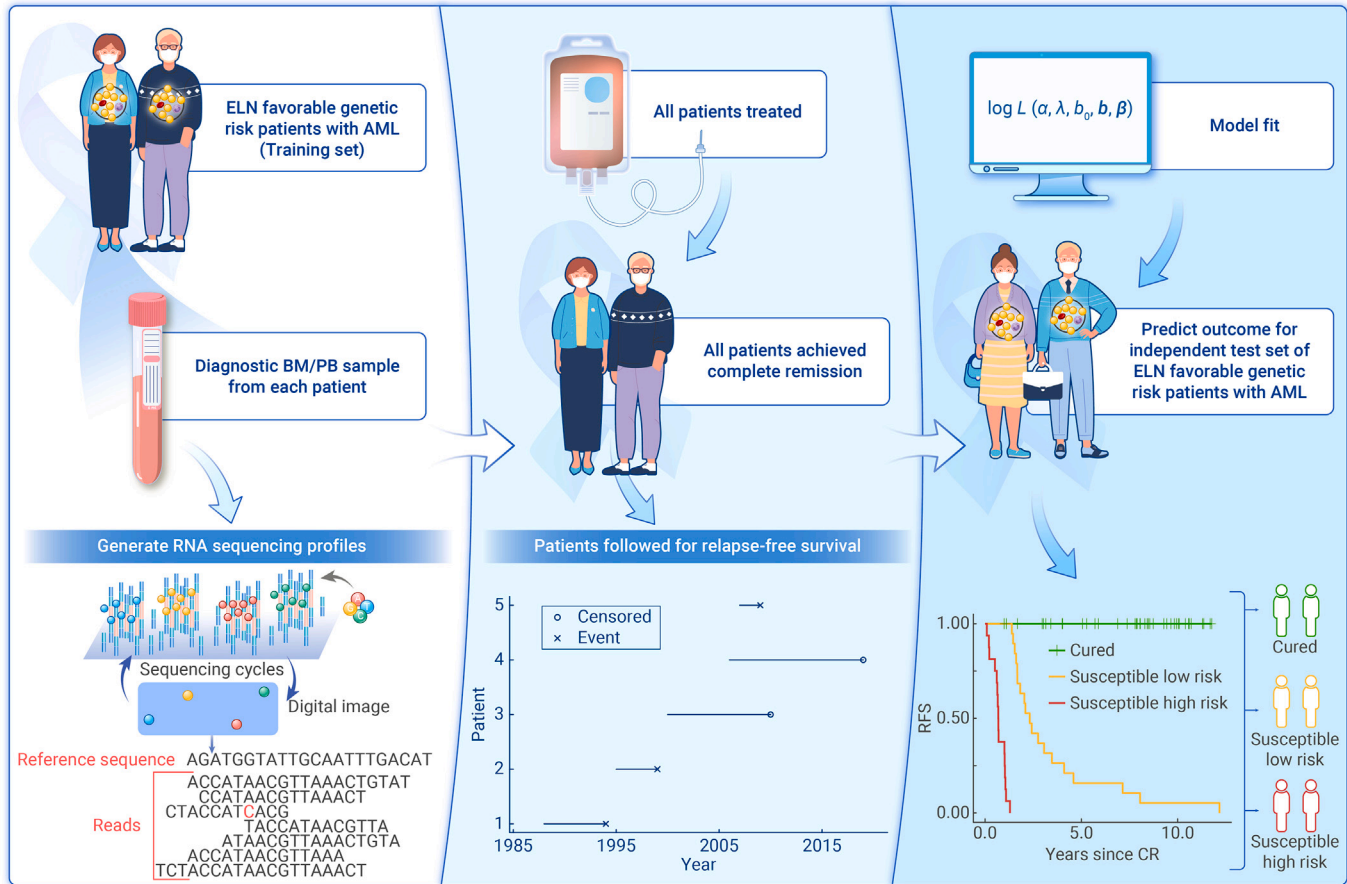 ELN favorable genetic
risk patients with AML
(Training set)
Diagnostic BM/PB sample
from each patient
Generate RNA sequencing profiles
Sequencing cycles
Digital image
Reference sequence AGATGGTATTGCAATTTGACAT
Reads
ACCATAACGTTAAACTGTAT
CCATAACGTTAAACT
CTACCATCACG
TACCATAACGTTA
ATAACGTTAAACTGTA
ACCATAACGTTAAA
TCTACCATAACGTTAAACT
All patients treated
All patients achieved
complete remission
Patients followed for relapse-free survival
Censored
Event
Patient
5
4
3
2
1
1985 1995 2005 2015
Year
log L (α, λ, b₀, b, β)
Model fit
Predict outcome for
independent test set of
ELN favorable genetic
risk patients with AML
RFS
1.00
0.50
0.00
Cured
Susceptible low risk
Susceptible high risk
0.0 5.0 10.0
Years since CR
Cured
Susceptible
low risk
Susceptible
high risk